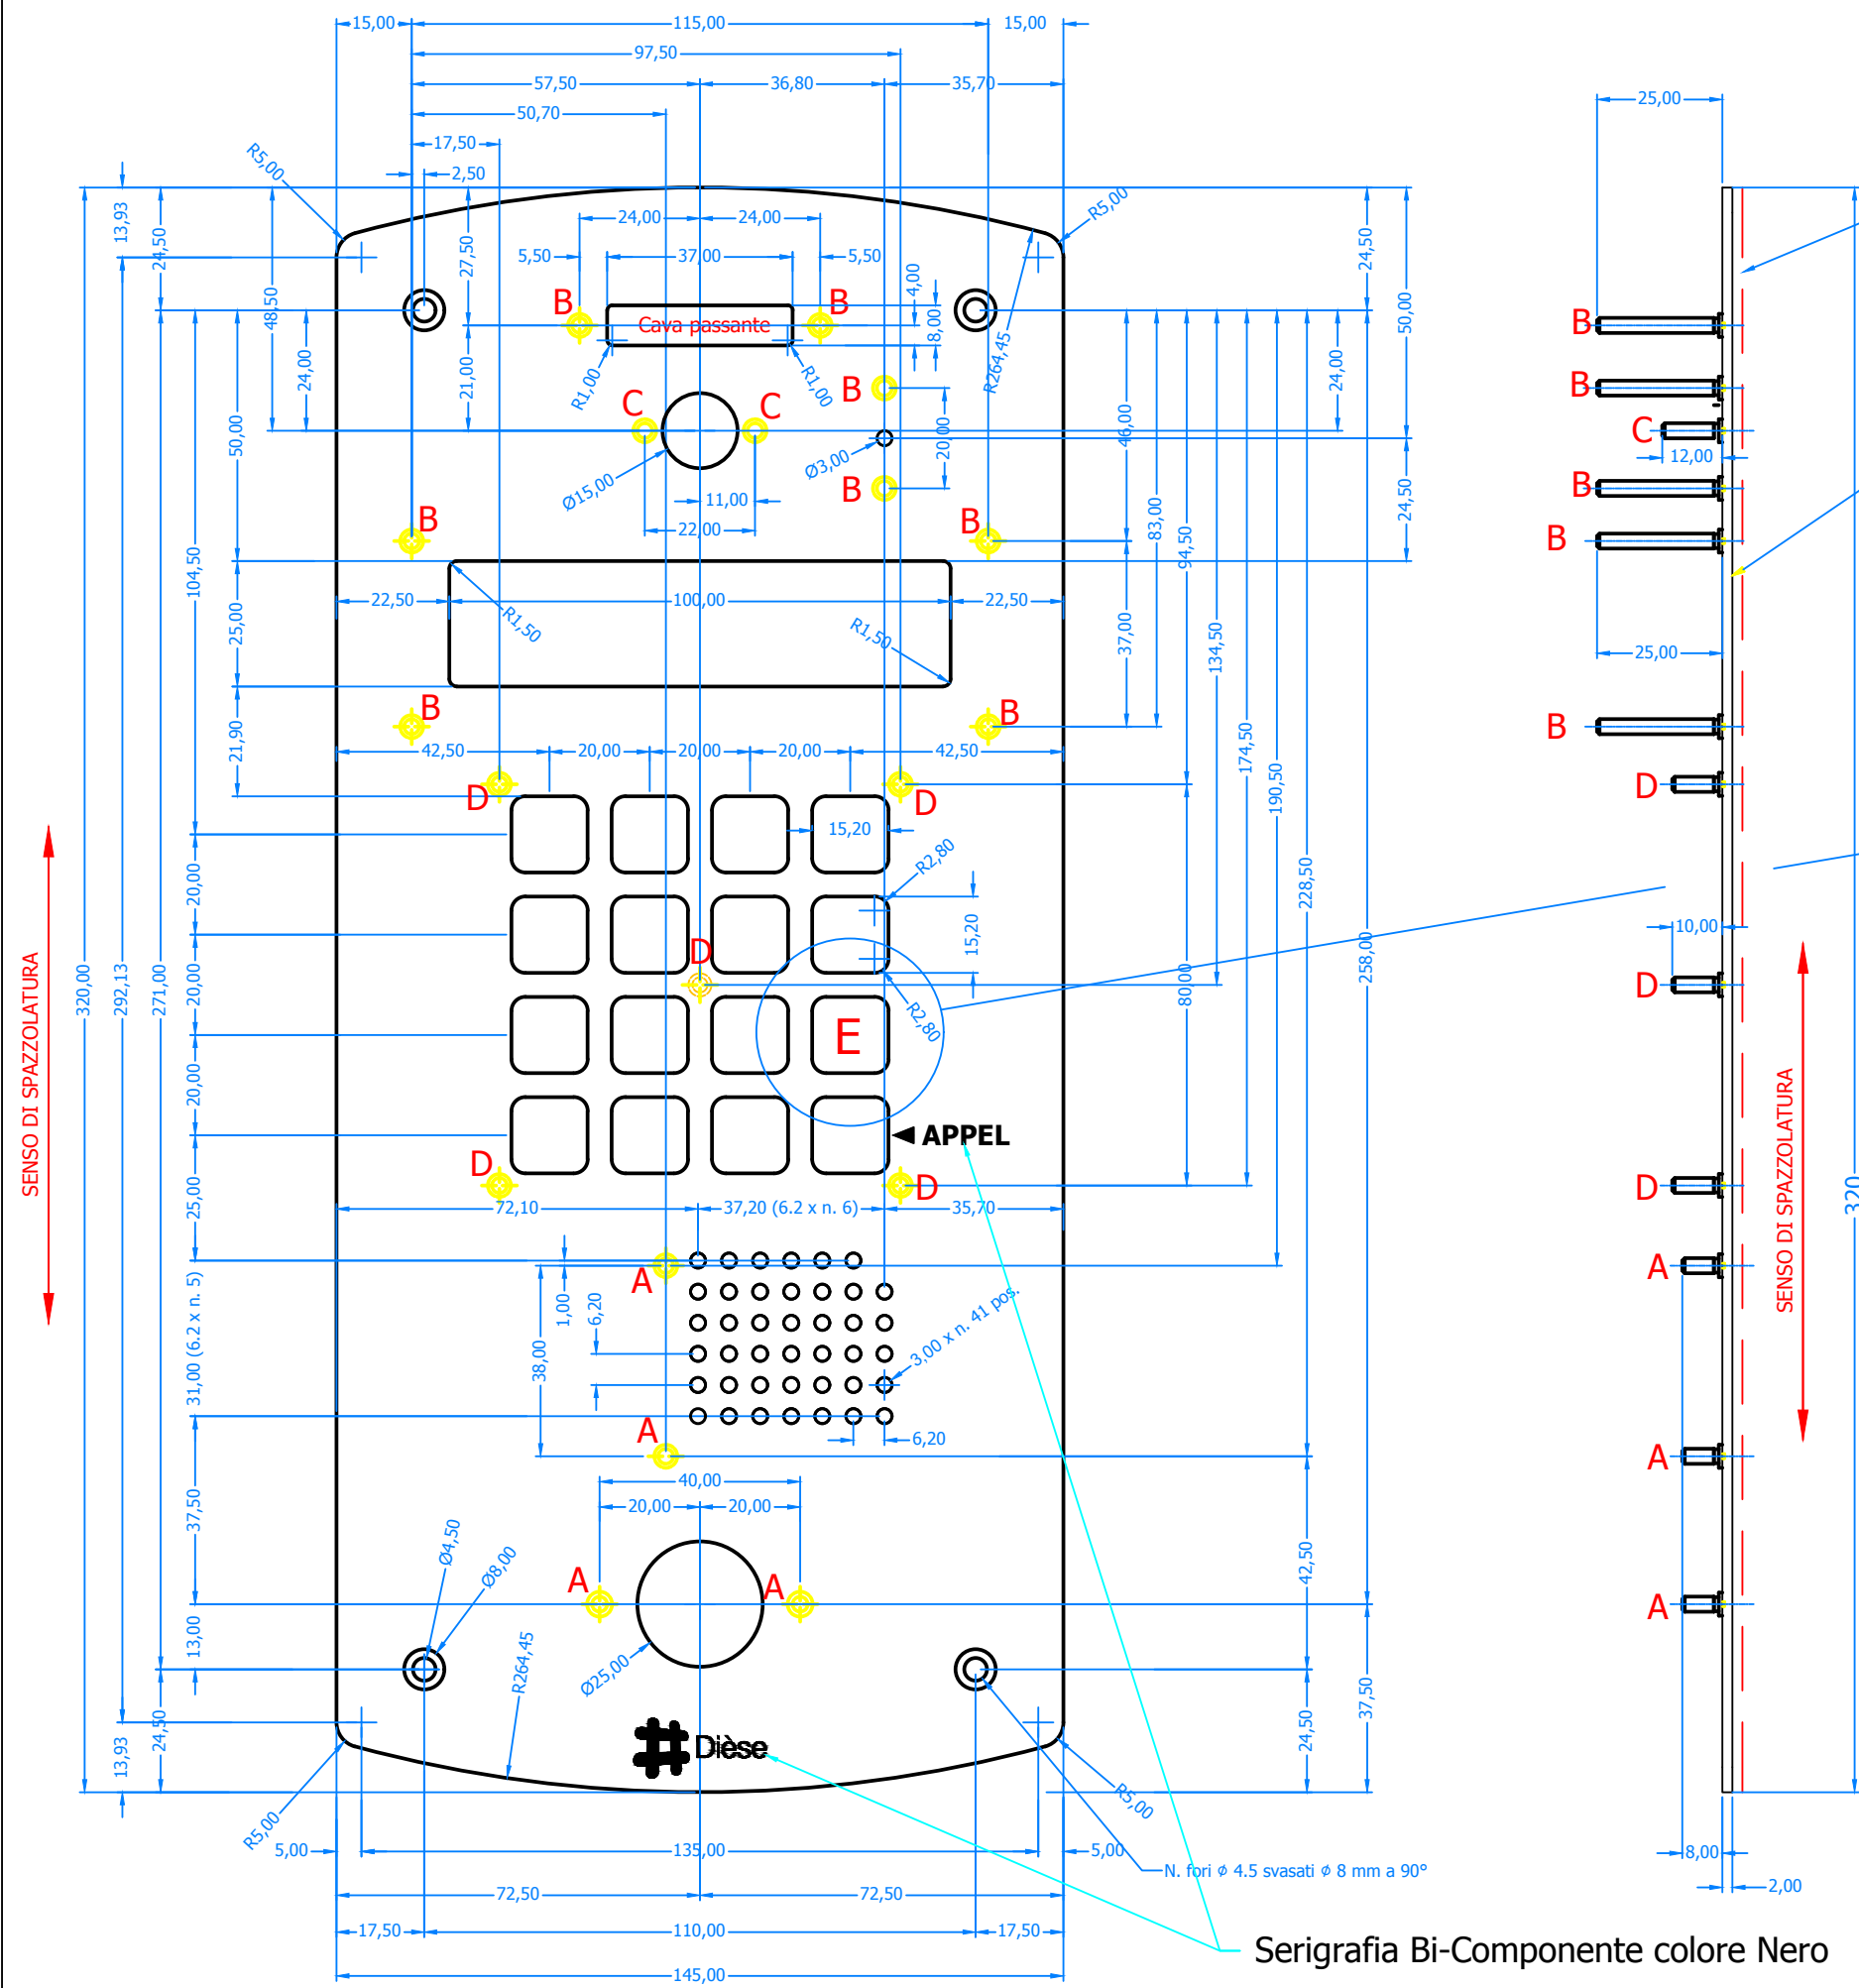 15,00 115,00 15,00
97,50
57,50 36,80 35,70
50,70 25,00
17,50
R5,00 2,50 R5,00
13,93 24,50 48,50 27,50 24,00 24,00 24,50 50,00
5,50 37,00 5,50 4,00 8,00
B Cava passante B B
R1,00 R1,00 R264,45
24,00 21,00 B 24,00 B
C C C
50,00 Ø3,00 20,00 46,00 12,00
Ø15,00 11,00 B B
22,00 24,50
B B 83,00 94,50 B
104,50
22,50 100,00 22,50
25,00 R1,50 R1,50 37,00 134,50 25,00
B B B
21,90
42,50 20,00 20,00 20,00 42,50 174,50 190,50
D D D
15,20 R2,80
20,00 228,50
15,20 10,00
SENSO DI SPAZZOLATURA
320,00 292,13 271,00 20,00 D 80,00 258,00 D
E R2,80
20,00
APPEL
SENSO DI SPAZZOLATURA
D D D
25,00 72,10 37,20 (6.2 x n. 6) 35,70 320
A A
1,00 6,20
31,00 (6.2 x n. 5) 38,00 3,00 x n. 41 pos.
A 6,20 A
40,00
37,50 20,00 20,00
Ø4,50 Ø8,00 42,50
A A A
13,00 R264,45 Ø25,00
13,93 24,50 Dièse 24,50 37,50
R5,00 R5,00
5,00 135,00 5,00 8,00
N. fori ϕ 4.5 svasati ϕ 8 mm a 90°
72,50 72,50 2,00
17,50 110,00 17,50
Serigrafia Bi-Componente colore Nero
145,00